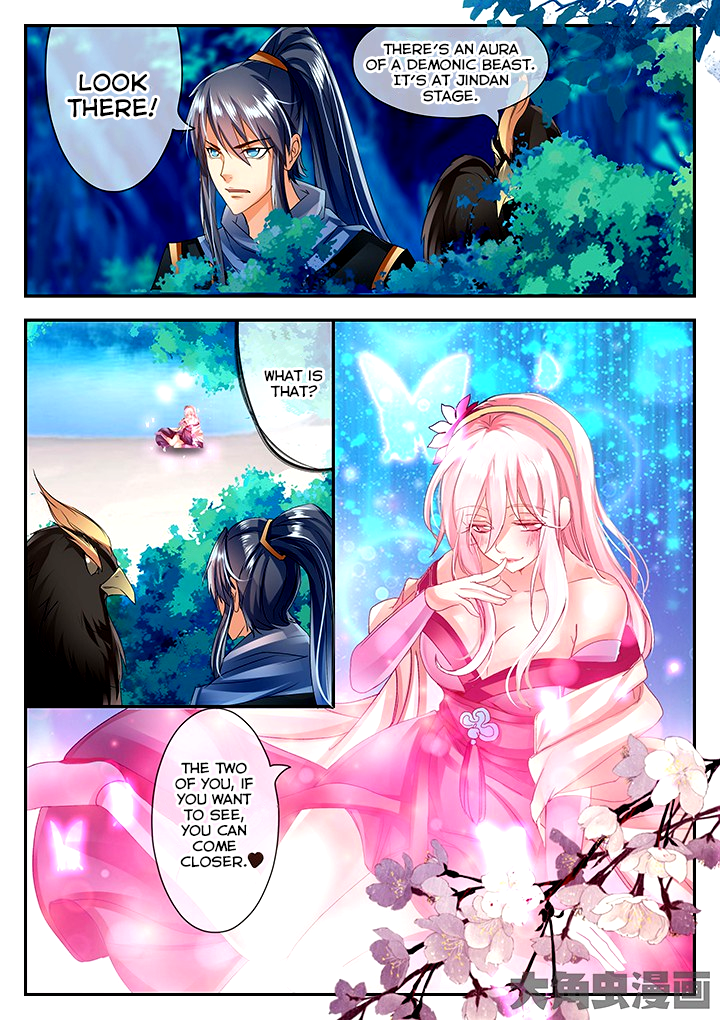 LOOK
THERE!
THERE'S AN AURA
OF A DEMONIC BEAST.
IT'S AT JINDAN
STAGE.
WHAT IS
THAT?
THE TWO
OF YOU, IF
YOU WANT
TO SEE,
YOU CAN
COME
CLOSER.♥
大角虫漫画